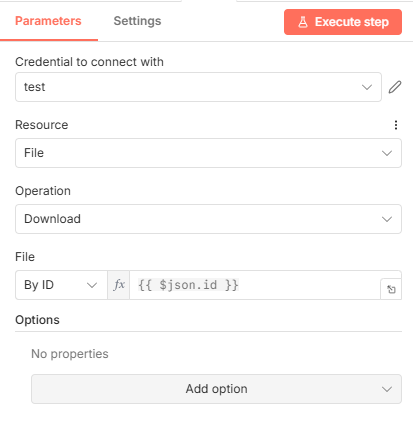 Parameters Settings Execute step
Credential to connect with
test
Resource
File
Operation
Download
File
By ID fx {{ $json.id }}
Options
No properties
Add option